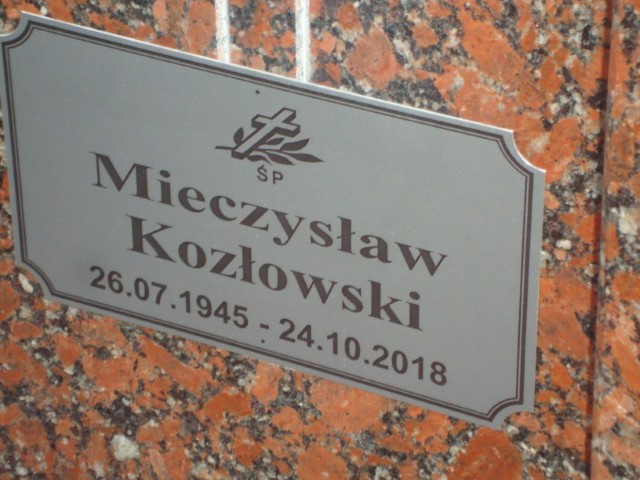 ŚP
Mieczysław
Kozłowski
26.07.1945 - 24.10.2018